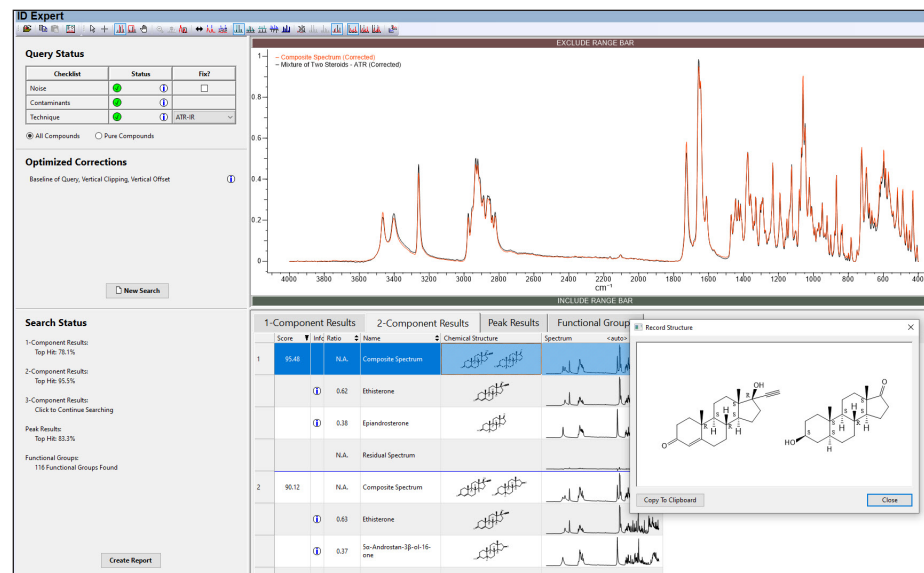 ID Expert
Query Status
Checklist Status Fix?
Noise
Contaminants
Technique ATR-IR
All Compounds Pure Compounds
Optimized Corrections
Baseline of Query, Vertical Clipping, Vertical Offset
New Search
Search Status
1-Component Results:
Top Hit: 78.1%
2-Component Results:
Top Hit: 95.5%
3-Component Results:
Click to Continue Searching
Peak Results:
Top Hit: 83.3%
Functional Groups:
116 Functional Groups Found
Create Report
EXCLUDE RANGE BAR
Composite Spectrum (Corrected)
Mixture of Two Steroids - ATR (Corrected)
1
0.8
0.6
0.4
0.2
0
4000 3800 3600 3400 3200 3000 2800 2600 2400 2200 2000 1800 1600 1400 1200 1000 800 600 400
cm⁻¹
INCLUDE RANGE BAR
1-Component Results 2-Component Results Peak Results Functional Group
Score Info Ratio Name Chemical Structure Spectrum <auto>
1 95.48 N.A. Composite Spectrum
0.62 Ethisterone
0.38 Epiandrosterone
N.A. Residual Spectrum
2 90.12 N.A. Composite Spectrum
0.63 Ethisterone
0.37 5α-Androstan-3β-ol-16-
one
Record Structure
OH
O
R
S
S
S
H
R
R
H
H
O
O
S
S
S
S
H
R
H
S
S
HO
H
Copy To Clipboard Close